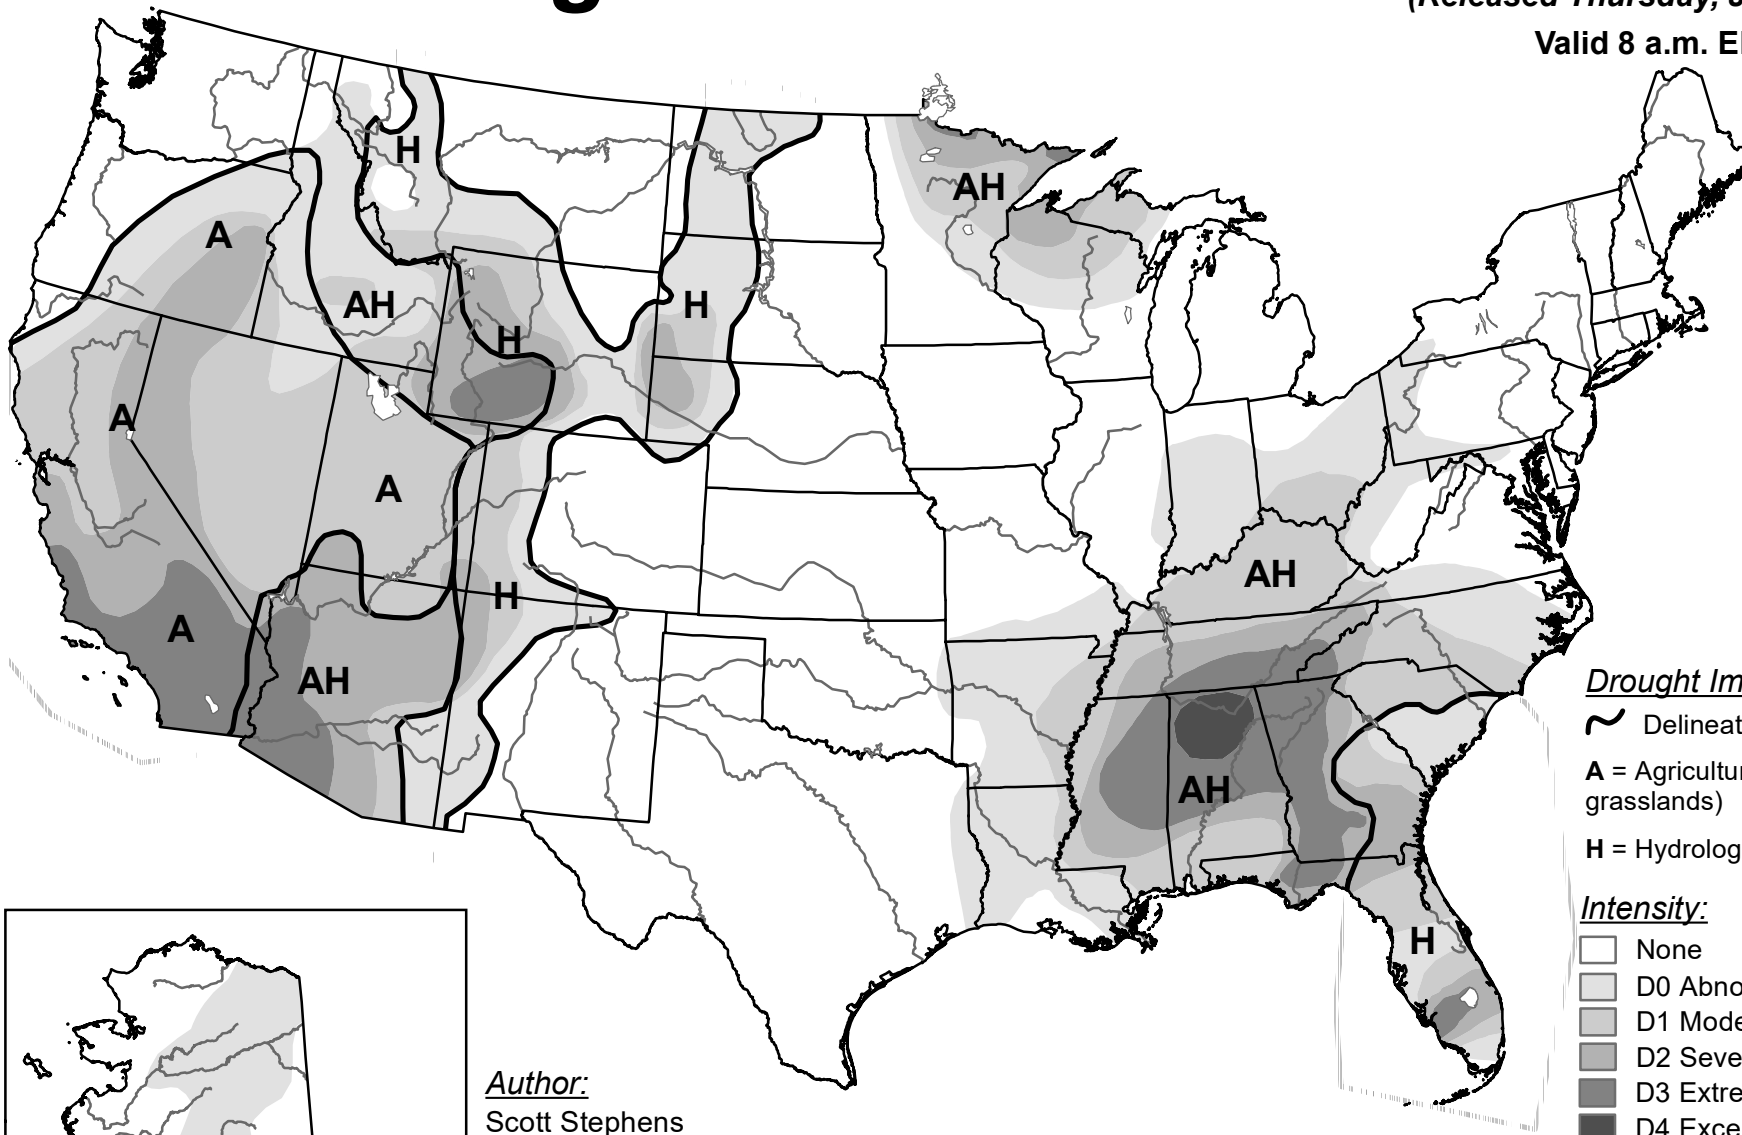 g
(Released Thursday, J
Valid 8 a.m. E
H
A
AH
AH
H
H
A
A
AH
H
A
AH
AH
H
Drought Im
Delineat
A = Agricultur
grasslands)
H = Hydrolog
Intensity:
None
D0 Abno
D1 Mode
D2 Seve
D3 Extre
D4 Exce
Author:
Scott Stephens